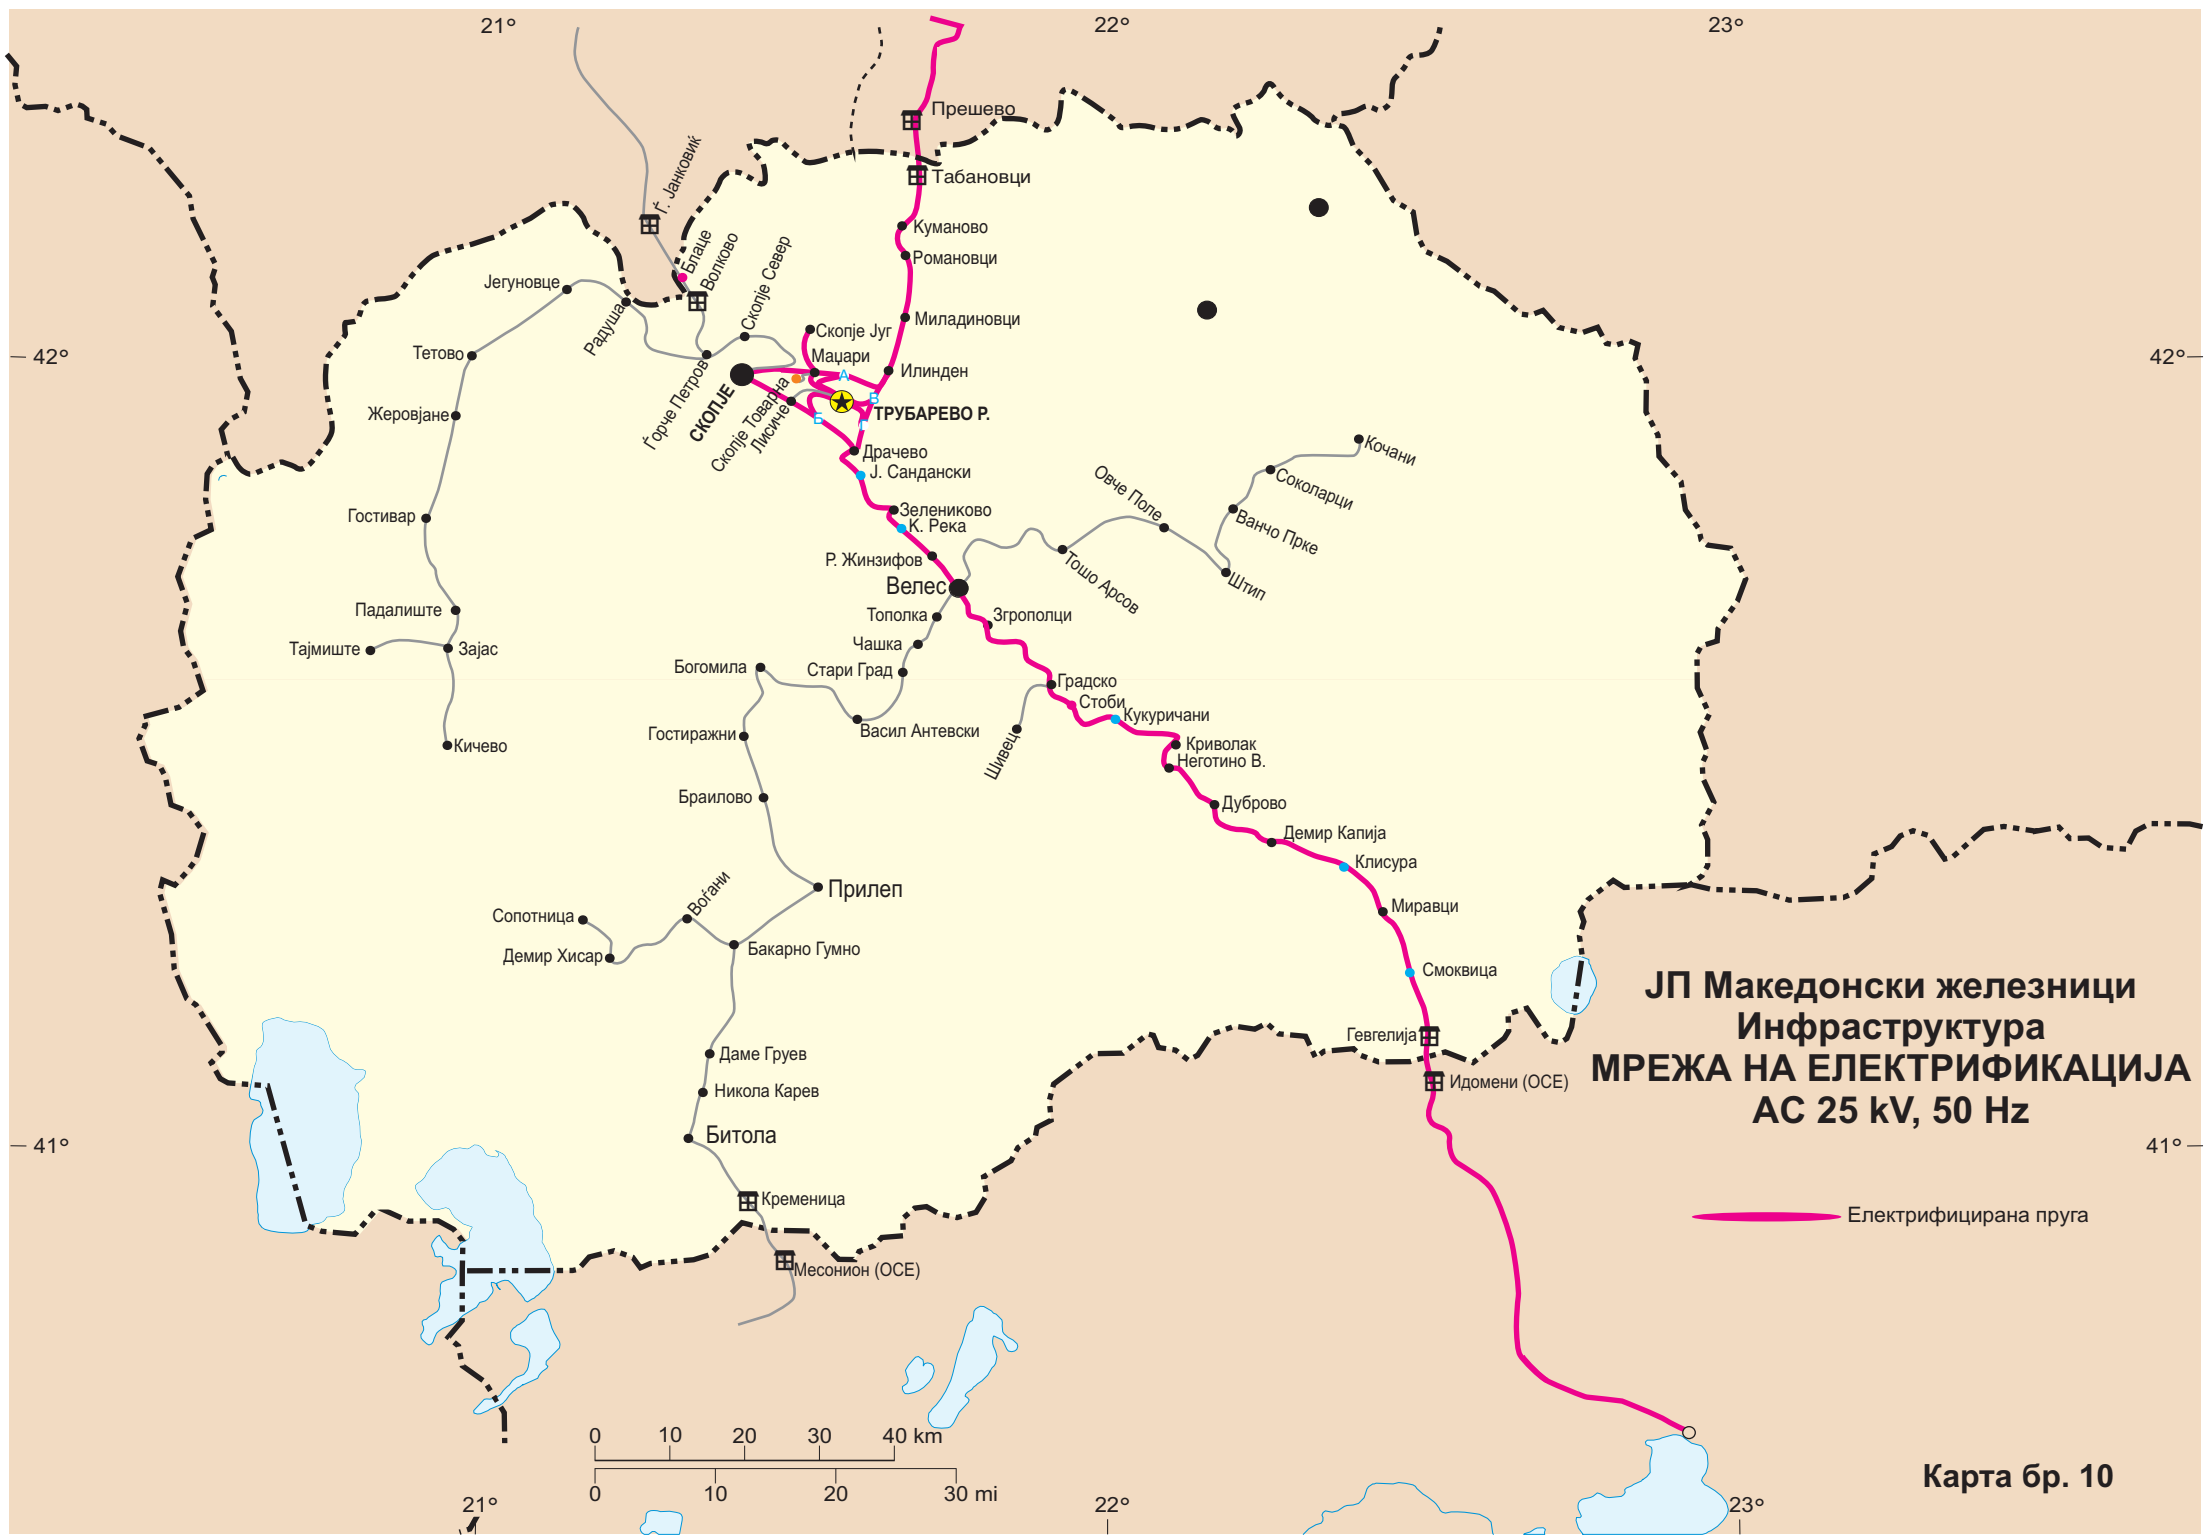 21°
22°
23°
Прешево
Табановци
Ѓ. Јанковиќ
Блаце
Волково
Скопје Север
Куманово
Романовци
Јегуновце
Радуша
Миладиновци
Скопје Југ
Маџари
42°
42°
Тетово
Илинден
А
В
Ѓорче Петров
СКОПЈЕ
Скопје Товарна
Лисиче
Б
Г
ТРУБАРЕВО Р.
Жеровјане
Драчево
Ј. Сандански
Кочани
Соколарци
Овче Поле
Ванчо Прке
Гостивар
Зелениково
К. Река
Р. Жинзифов
Велес
Тошо Арсов
Штип
Падалиште
Тополка
Згрополци
Тајмиште
Зајас
Чашка
Богомила
Стари Град
Градско
Стоби
Кукуричани
Гостиражни
Васил Антевски
Шивец
Кичево
Криволак
Неготино В.
Браилово
Дуброво
Демир Капија
Клисура
Прилеп
Воѓани
Миравци
Сопотница
Бакарно Гумно
Демир Хисар
Смоквица
ЈП Македонски железници
Инфраструктура
МРЕЖА НА ЕЛЕКТРИФИКАЦИЈА
AC 25 kV, 50 Hz
Гевгелија
Даме Груев
Идомени (ОСЕ)
Никола Карев
Битола
41°
41°
Кременица
Електрифицирана пруга
Месонион (ОСЕ)
0 10 20 30 40 km
0 10 20 30 mi
Карта бр. 10
21°
22°
23°